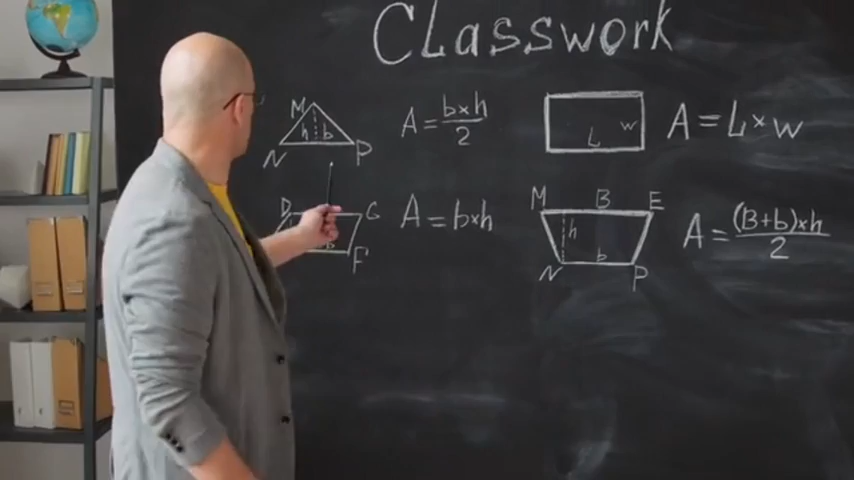 Classwork
M
h b
N P
A = b×h/2
L w
A = L × w
D G
b
F
A = b×h
M B E
h
b
N P
A = (B+b)×h/2